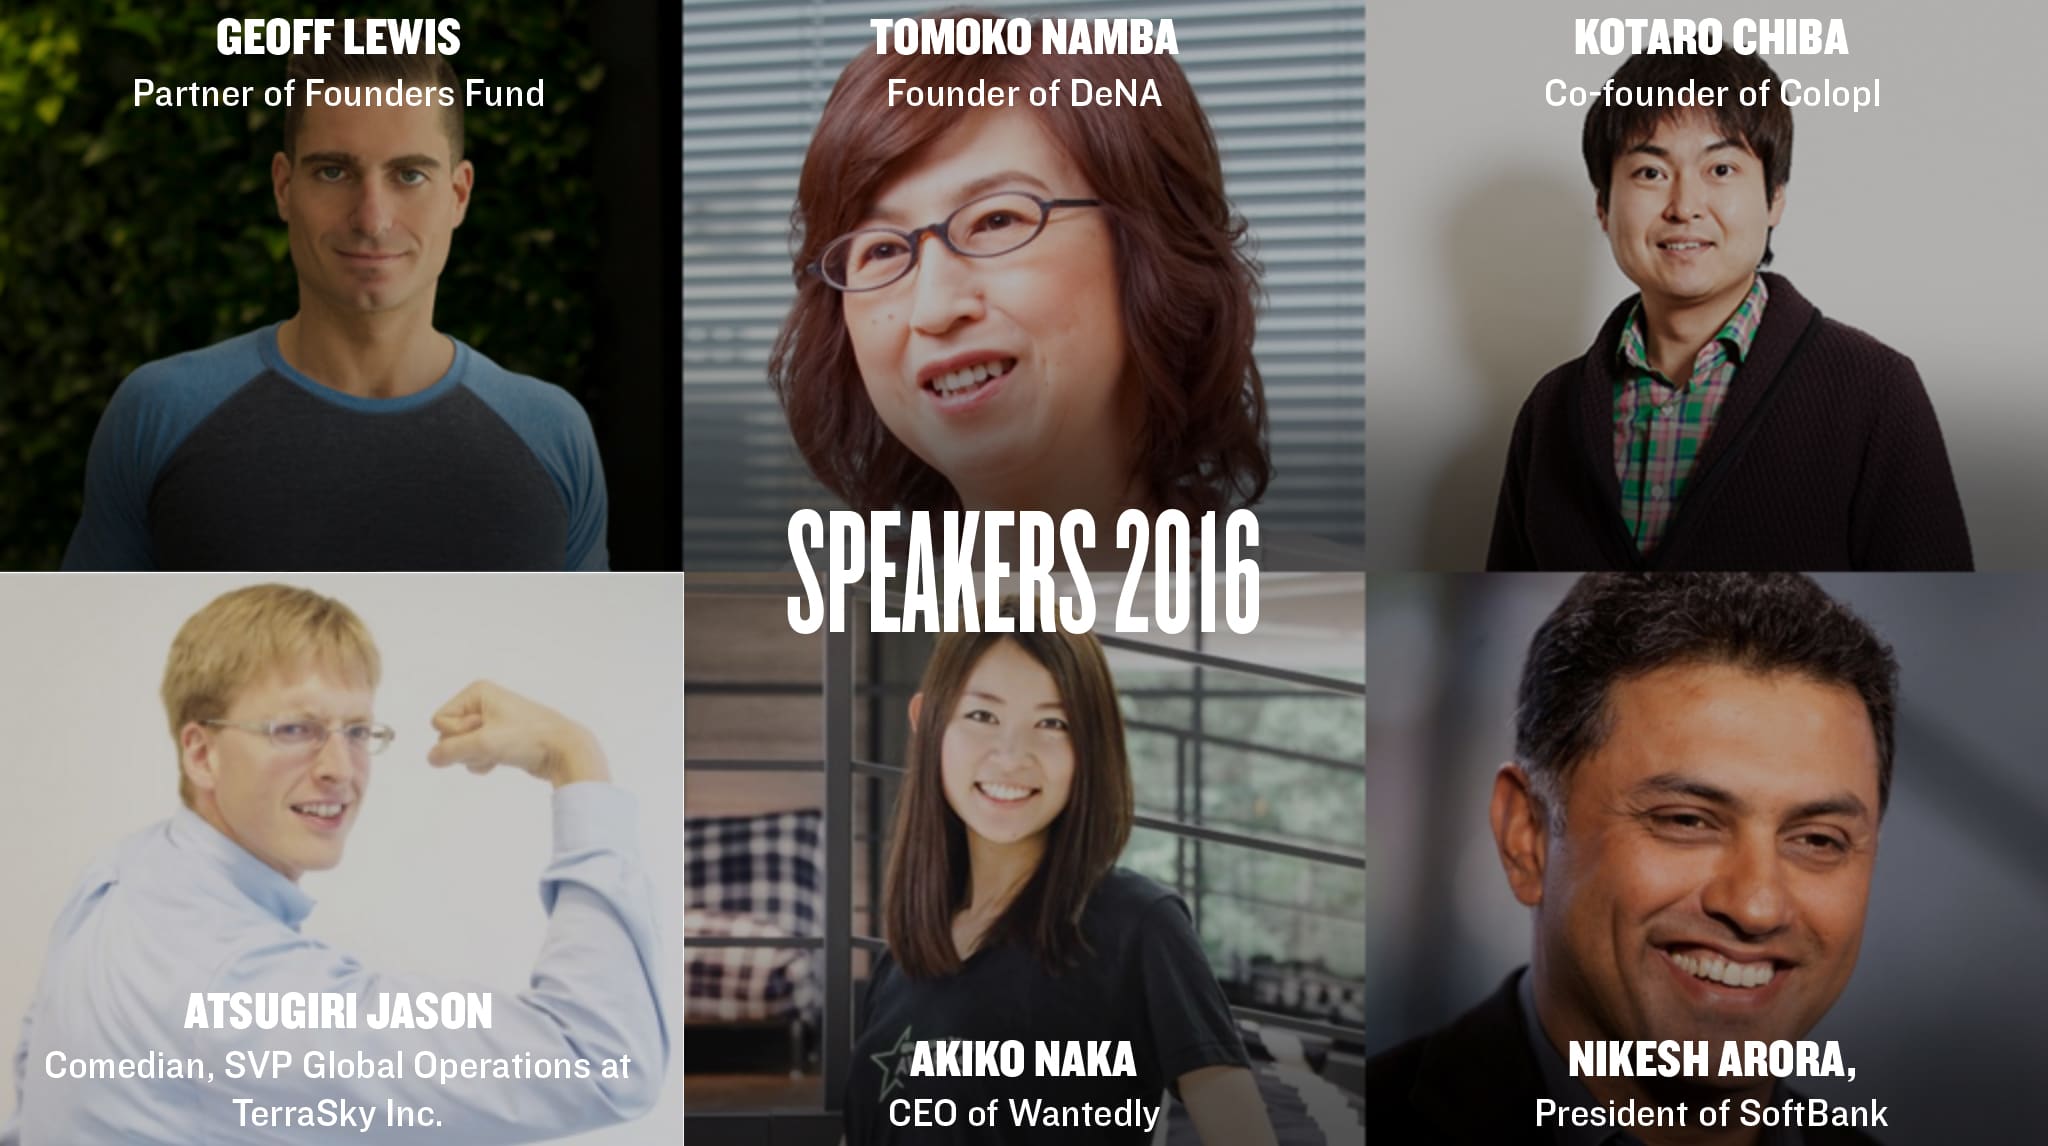 GEOFF LEWIS
Partner of Founders Fund
TOMOKO NAMBA
Founder of DeNA
KOTARO CHIBA
Co-founder of Colopl
SPEAKERS 2016
ATSUGIRI JASON
Comedian, SVP Global Operations at
TerraSky Inc.
AKIKO NAKA
CEO of Wantedly
NIKESH ARORA,
President of SoftBank